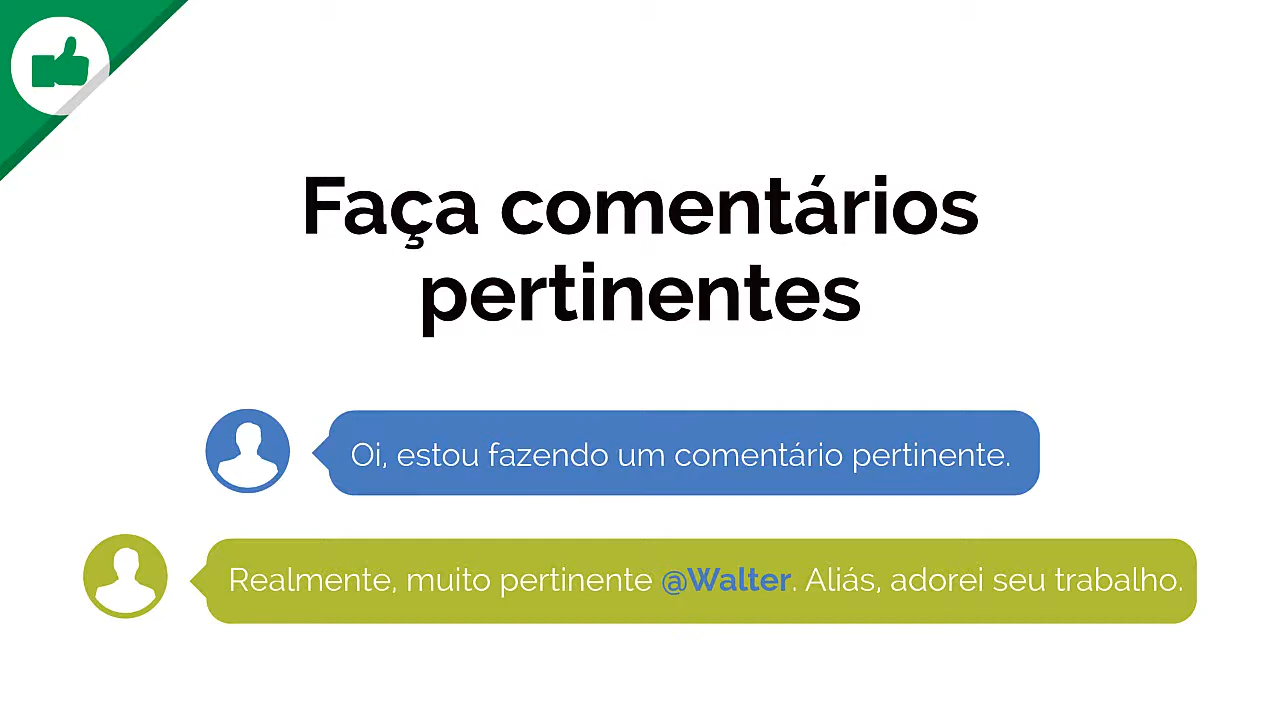 Faça comentários
pertinentes
Oi, estou fazendo um comentário pertinente.
Realmente, muito pertinente @Walter. Aliás, adorei seu trabalho.